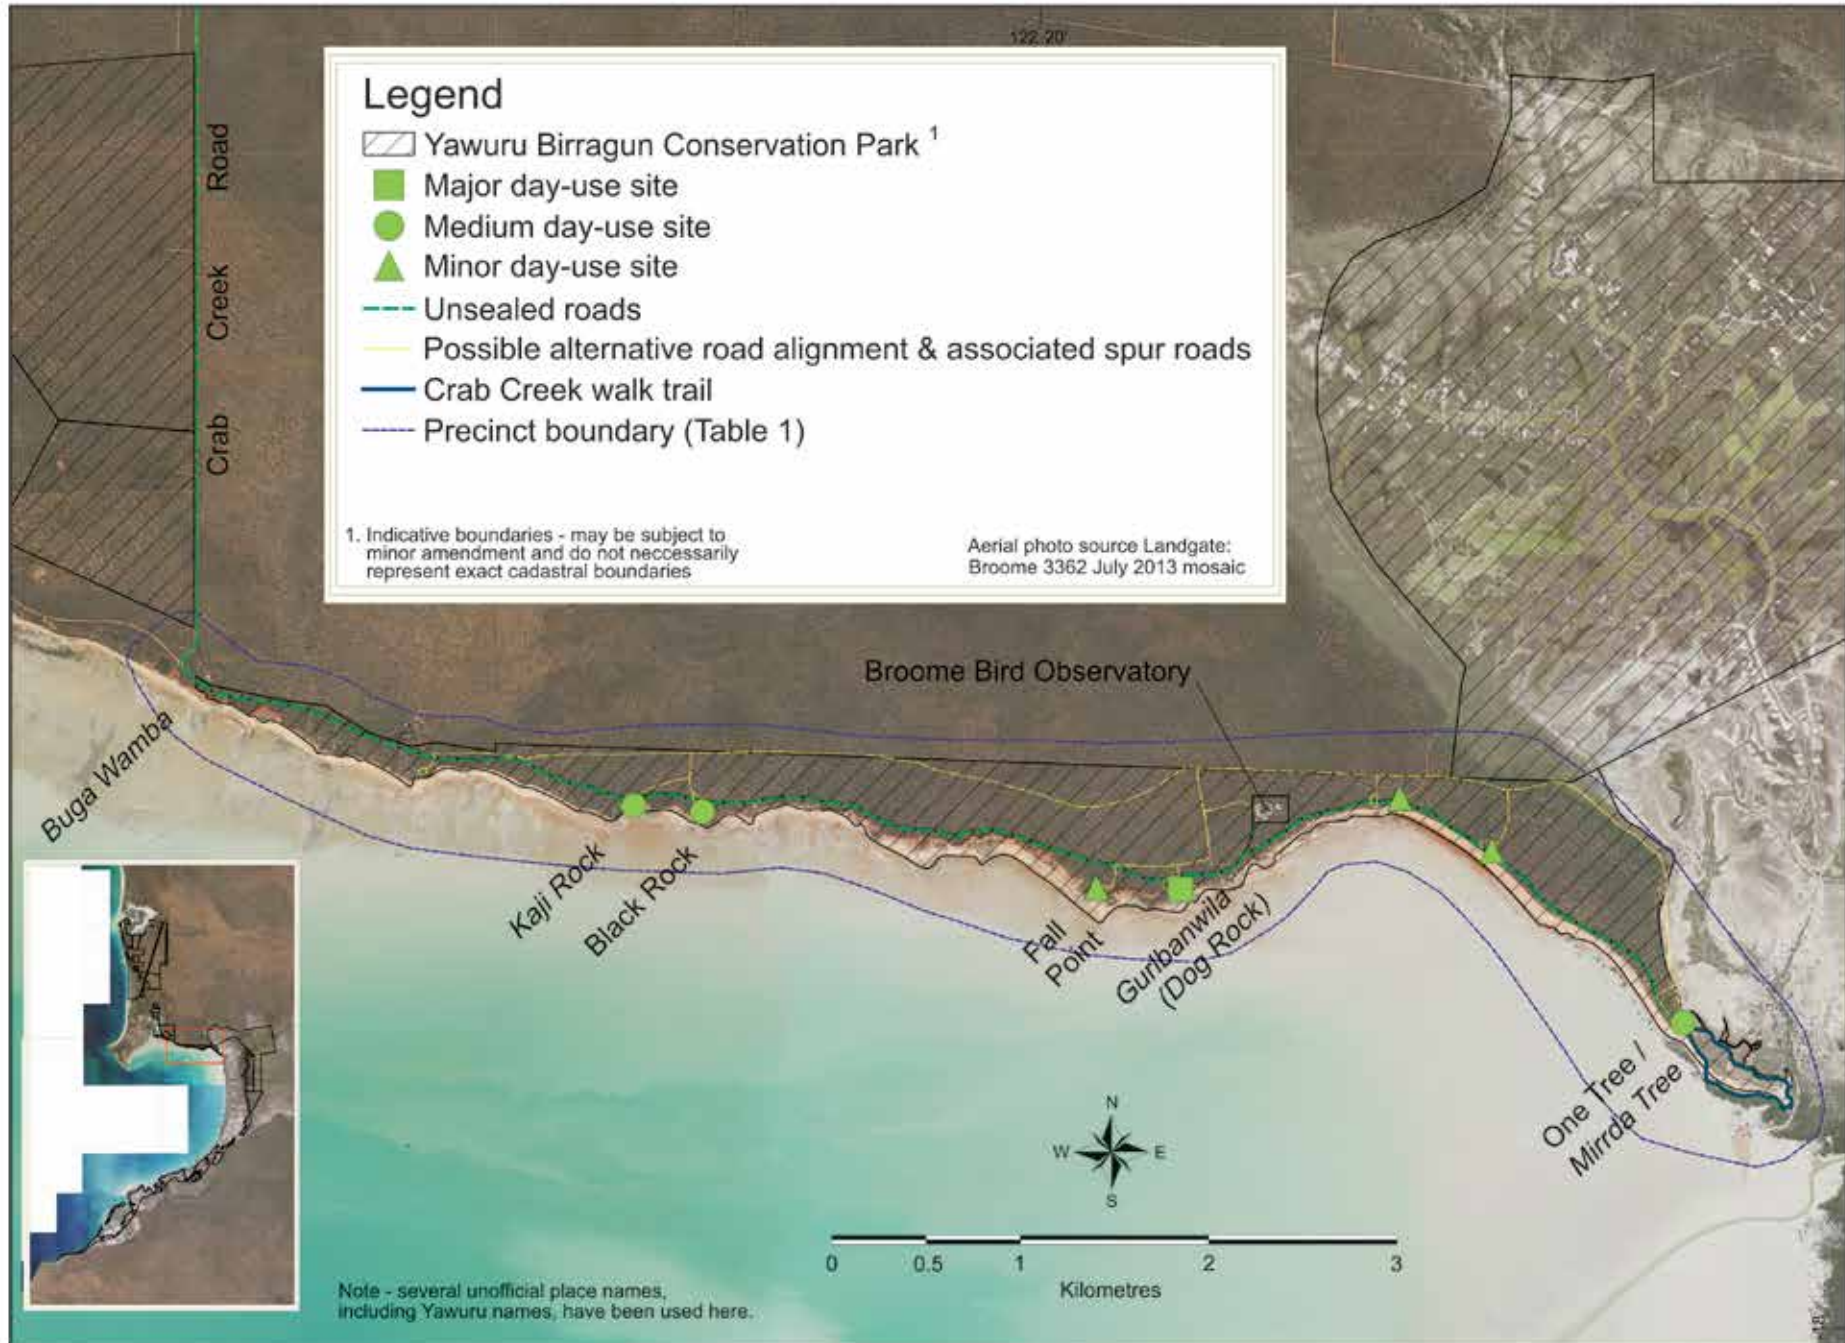 122 20'
Legend
Yawuru Birragun Conservation Park 1
Major day-use site
Medium day-use site
Minor day-use site
Unsealed roads
Possible alternative road alignment & associated spur roads
Crab Creek walk trail
Precinct boundary (Table 1)
1. Indicative boundaries - may be subject to
minor amendment and do not neccessarily
represent exact cadastral boundaries
Aerial photo source Landgate:
Broome 3362 July 2013 mosaic
Crab Creek Road
Broome Bird Observatory
Buga Wamba
Kaji Rock
Black Rock
Fall
Point
Gurlbanwila
(Dog Rock)
One Tree /
Mirrda Tree
N
W E
S
0 0.5 1 2 3
Kilometres
Note - several unofficial place names,
including Yawuru names, have been used here.